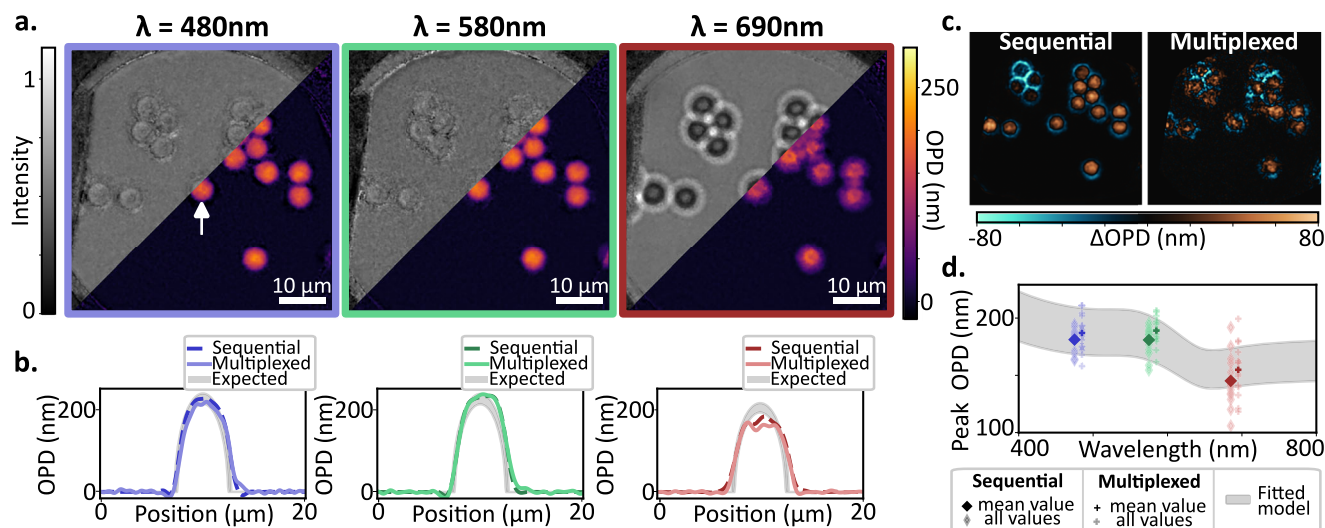 a.
λ = 480nm
λ = 580nm
λ = 690nm
1
Intensity
0
10 µm
10 µm
10 µm
250
OPD (nm)
0
c.
Sequential
Multiplexed
-80
ΔOPD (nm)
80
b.
Sequential
Multiplexed
Expected
200
OPD (nm)
0
0
Position (µm)
20
Sequential
Multiplexed
Expected
200
OPD (nm)
0
0
Position (µm)
20
Sequential
Multiplexed
Expected
200
OPD (nm)
0
0
Position (µm)
20
d.
200
Peak OPD (nm)
100
400
Wavelength (nm)
800
Sequential
mean value
all values
Multiplexed
mean value
all values
Fitted
model